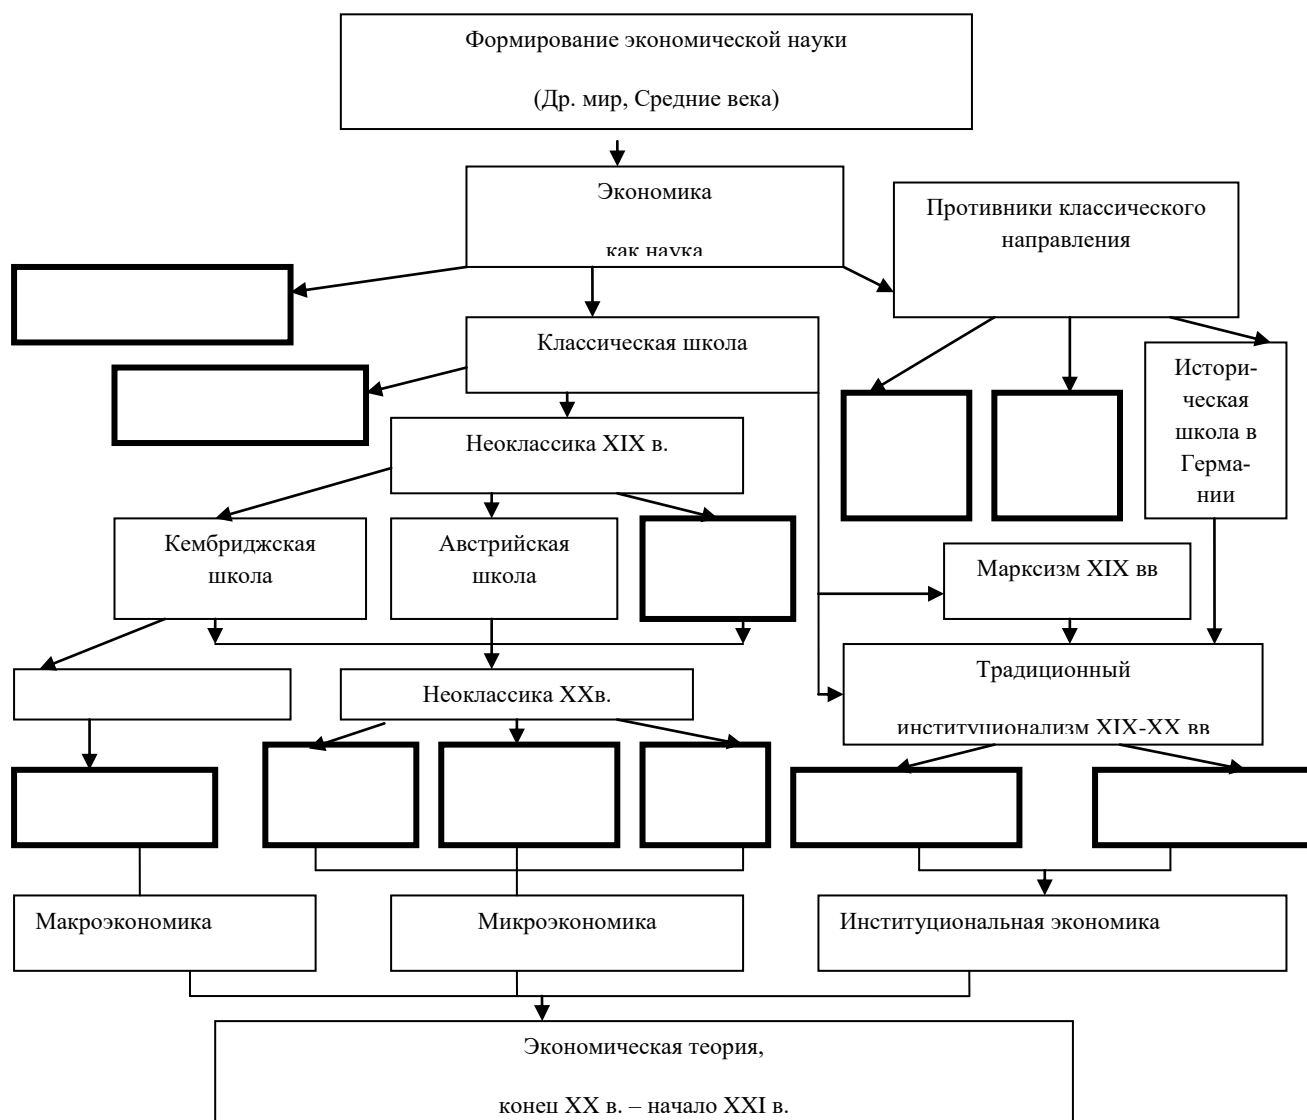 Формирование экономической науки
(Др. мир, Средние века)
Экономика
как наука
Противники классического
направления
Классическая школа
Истори-
ческая
школа в
Герма-
нии
Неоклассика XIX в.
Кембриджская
школа
Австрийская
школа
Марксизм XIX вв
Неоклассика XXв.
Традиционный
институционализм XIX-XX вв
Макроэкономика
Микроэкономика
Институциональная экономика
Экономическая теория,
конец XX в. – начало XXI в.